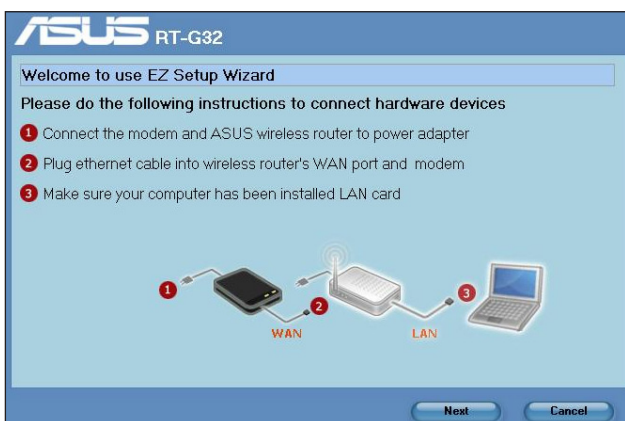 ASUS RT-G32
Welcome to use EZ Setup Wizard
Please do the following instructions to connect hardware devices
1 Connect the modem and ASUS wireless router to power adapter
2 Plug ethernet cable into wireless router's WAN port and modem
3 Make sure your computer has been installed LAN card
1
2
3
WAN
LAN
Next
Cancel